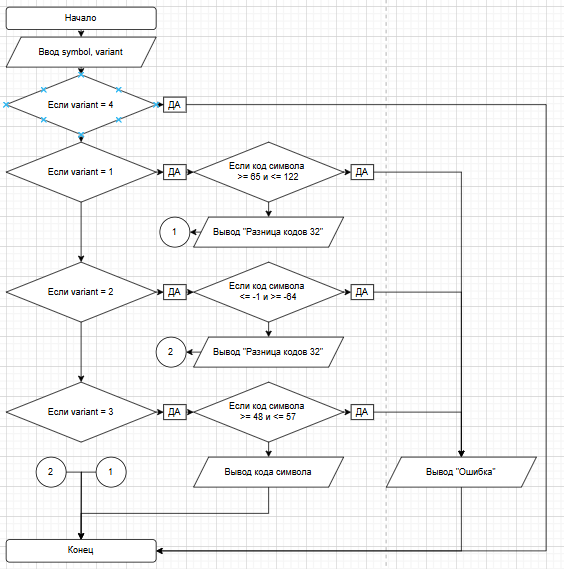 Начало
Ввод symbol, variant
Если variant = 4
ДА
Если variant = 1
ДА
Если код символа
>= 65 и <= 122
ДА
1
Вывод "Разница кодов 32"
Если variant = 2
ДА
Если код символа
<= -1 и >= -64
ДА
2
Вывод "Разница кодов 32"
Если variant = 3
ДА
Если код символа
>= 48 и <= 57
ДА
2
1
Вывод кода символа
Вывод "Ошибка"
Конец